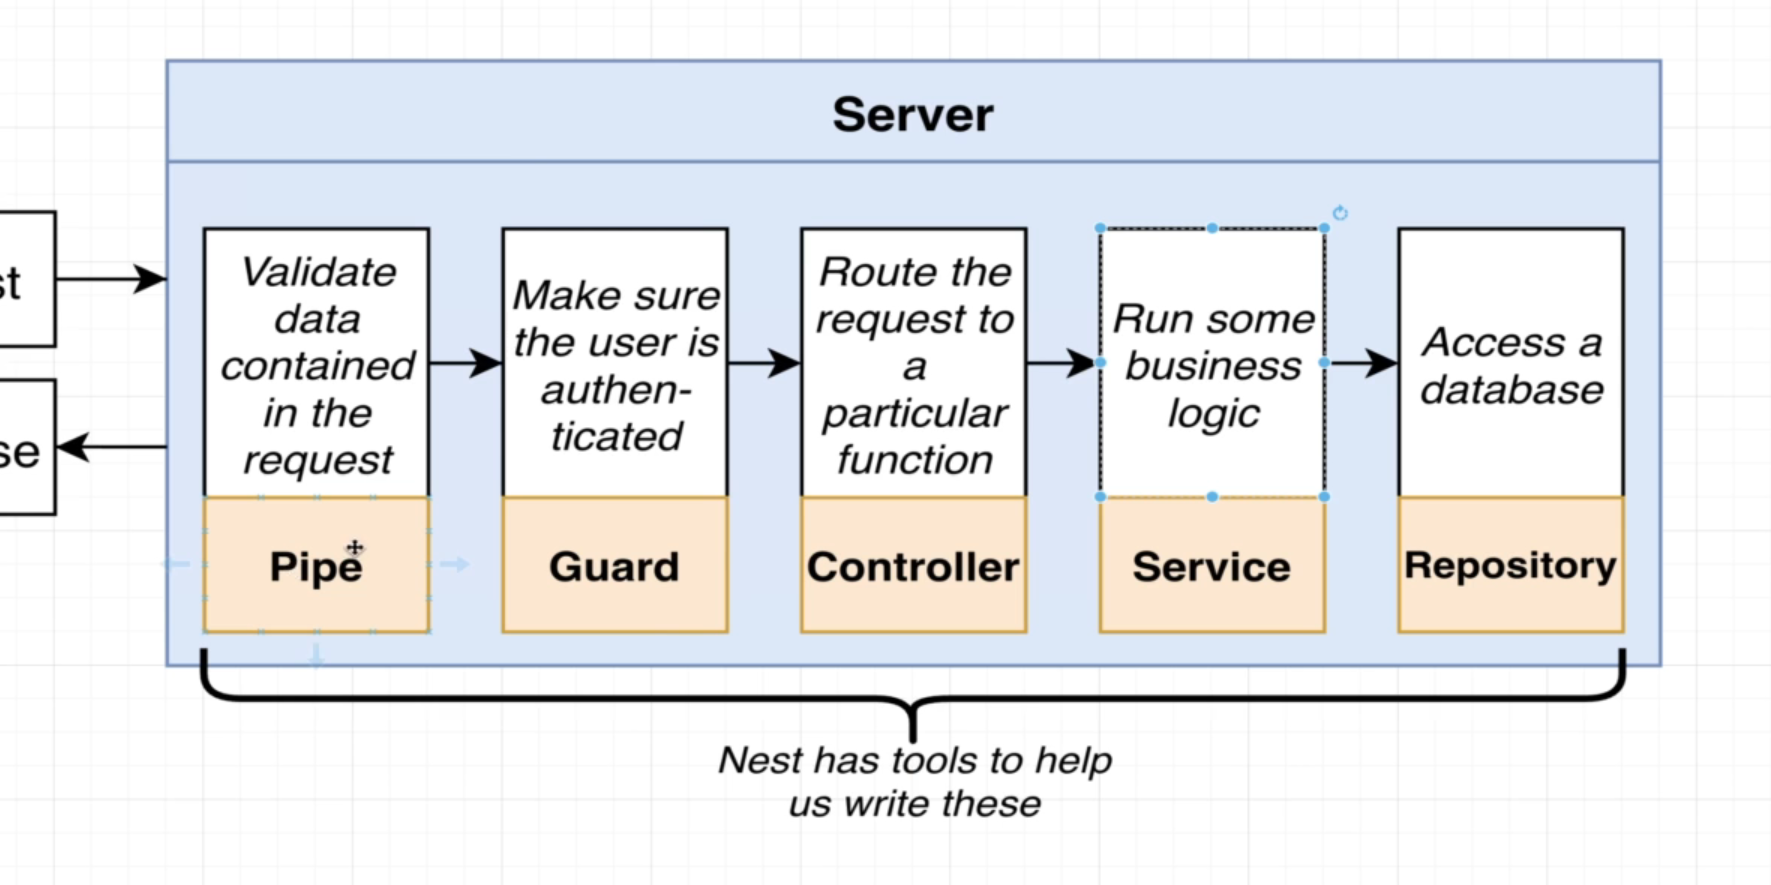 Server
st
se
Validate
data
contained
in the
request
Make sure
the user is
authen-
ticated
Route the
request to
a
particular
function
Run some
business
logic
Access a
database
Pipe
Guard
Controller
Service
Repository
Nest has tools to help
us write these